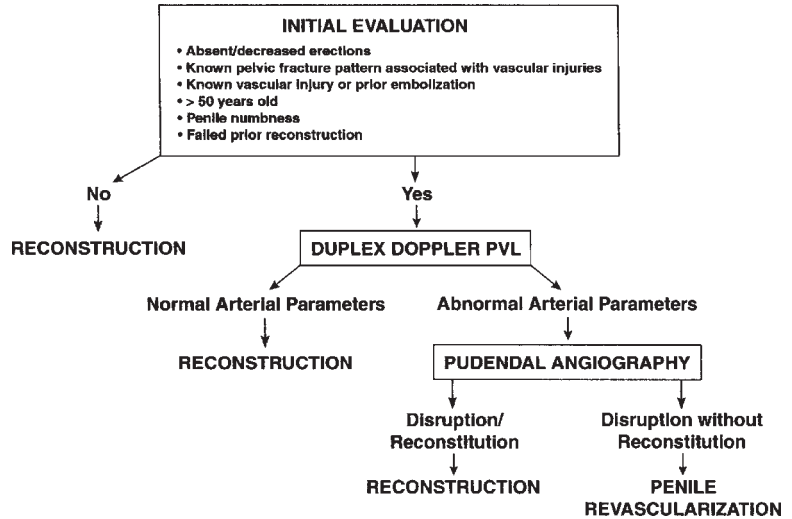 INITIAL EVALUATION
• Absent/decreased erections
• Known pelvic fracture pattern associated with vascular injuries
• Known vascular injury or prior embolization
• > 50 years old
• Penile numbness
• Failed prior reconstruction
No
Yes
RECONSTRUCTION
DUPLEX DOPPLER PVL
Normal Arterial Parameters
Abnormal Arterial Parameters
RECONSTRUCTION
PUDENDAL ANGIOGRAPHY
Disruption/
Reconstitution
Disruption without
Reconstitution
RECONSTRUCTION
PENILE
REVASCULARIZATION